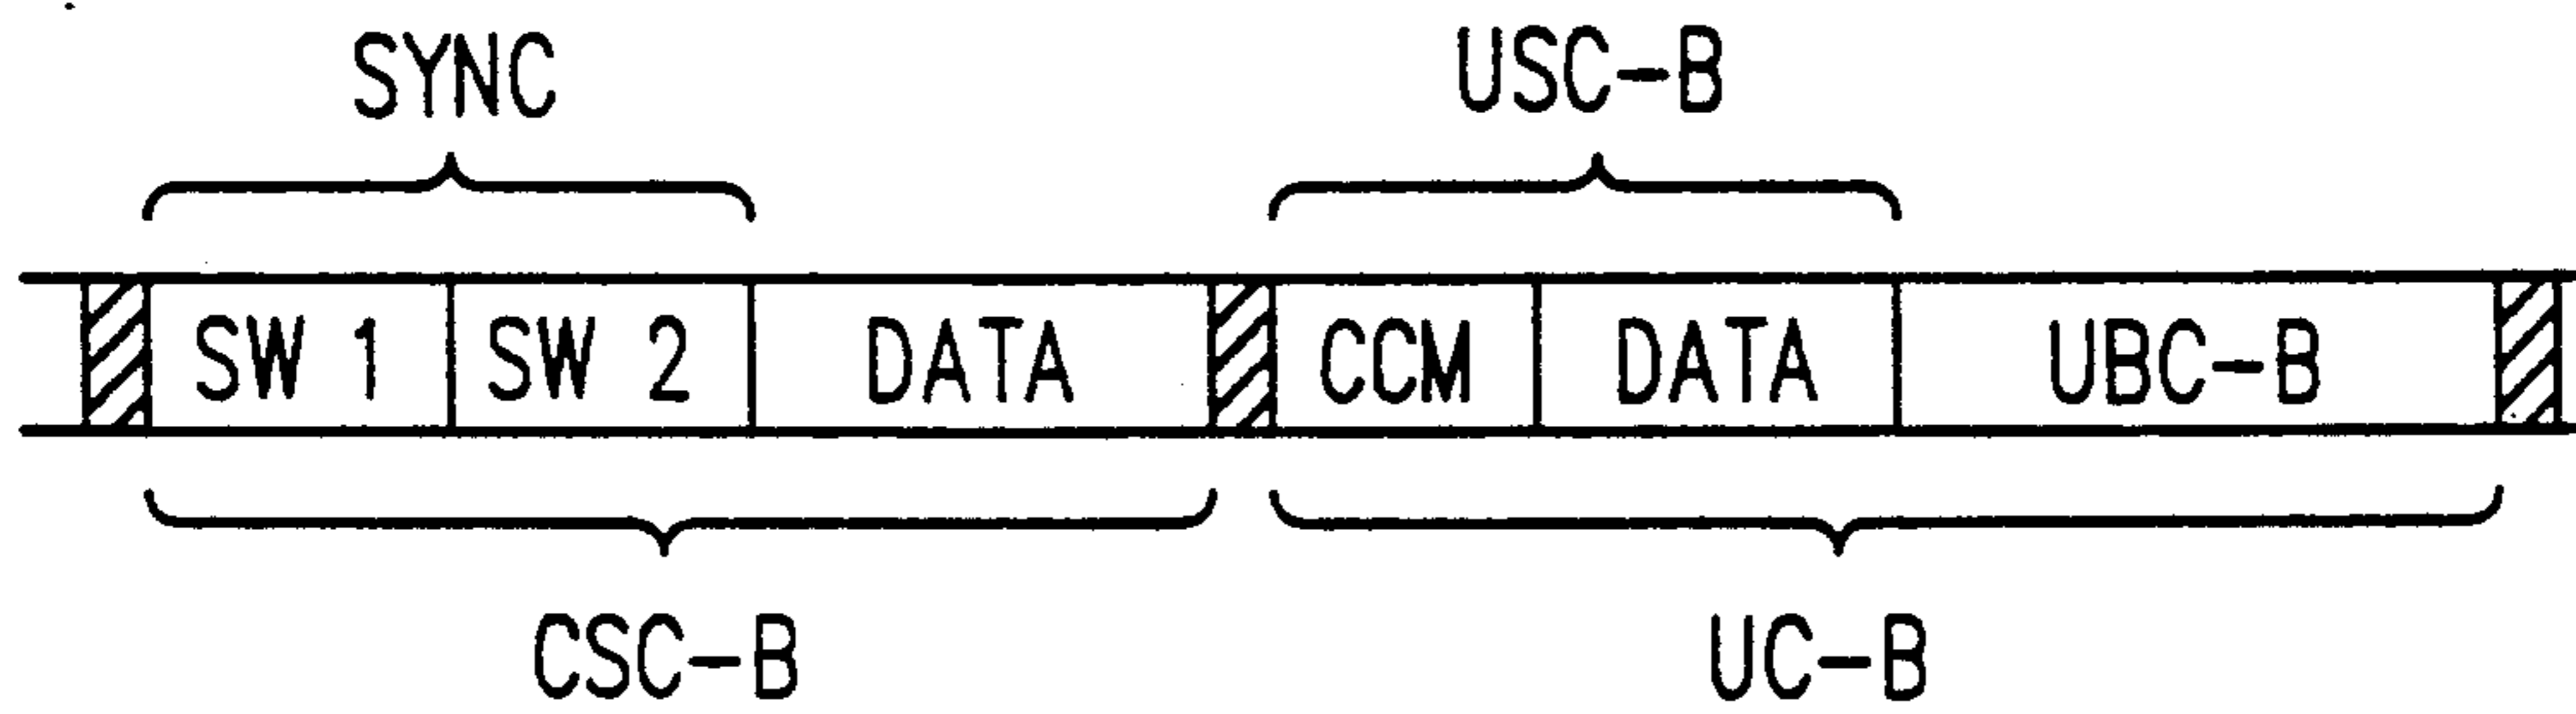 SYNC USC-B
SW 1 SW 2 DATA CCM DATA UBC-B
CSC-B UC-B